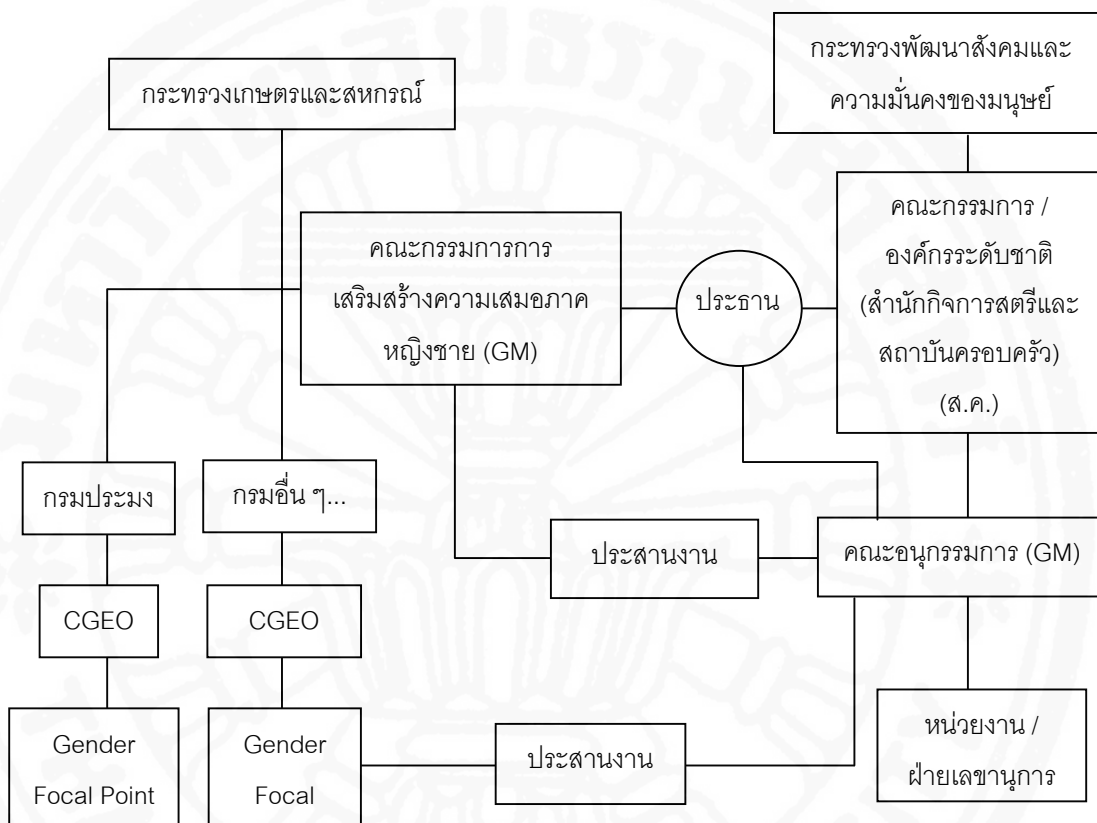 กระทรวงเกษตรและสหกรณ์
กระทรวงพัฒนาสังคมและ
ความมั่นคงของมนุษย์
คณะกรรมการการ
เสริมสร้างความเสมอภาค
หญิงชาย (GM)
ประธาน
คณะกรรมการ /
องค์กรระดับชาติ
(สำนักกิจการสตรีและ
สถาบันครอบครัว)
(ส.ค.)
กรมประมง
กรมอื่น ๆ...
ประสานงาน
คณะอนุกรรมการ (GM)
CGEO
CGEO
Gender
Focal Point
Gender
Focal
ประสานงาน
หน่วยงาน /
ฝ่ายเลขานุการ